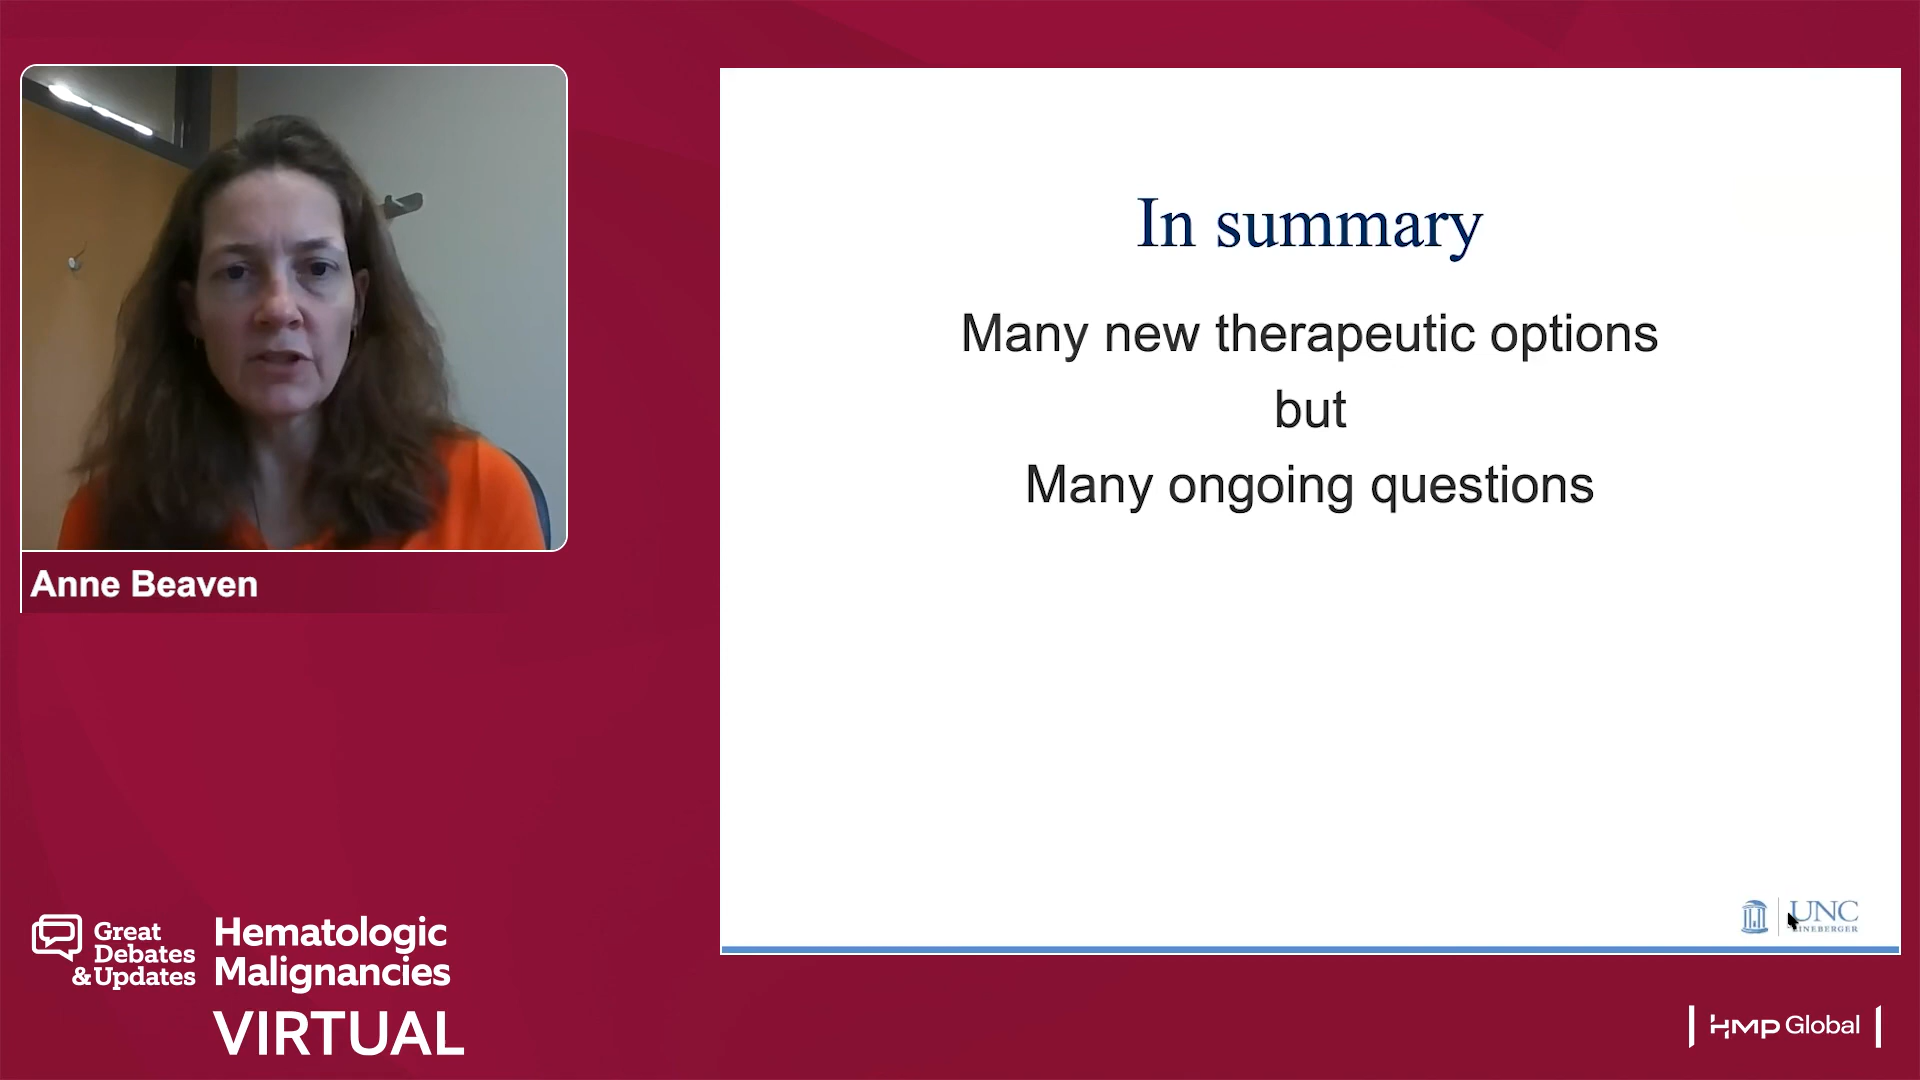 Anne Beaven
In summary
Many new therapeutic options
but
Many ongoing questions
UNC
LINEBERGER
Great
Debates
&Updates
Hematologic
Malignancies
VIRTUAL
HMP Global